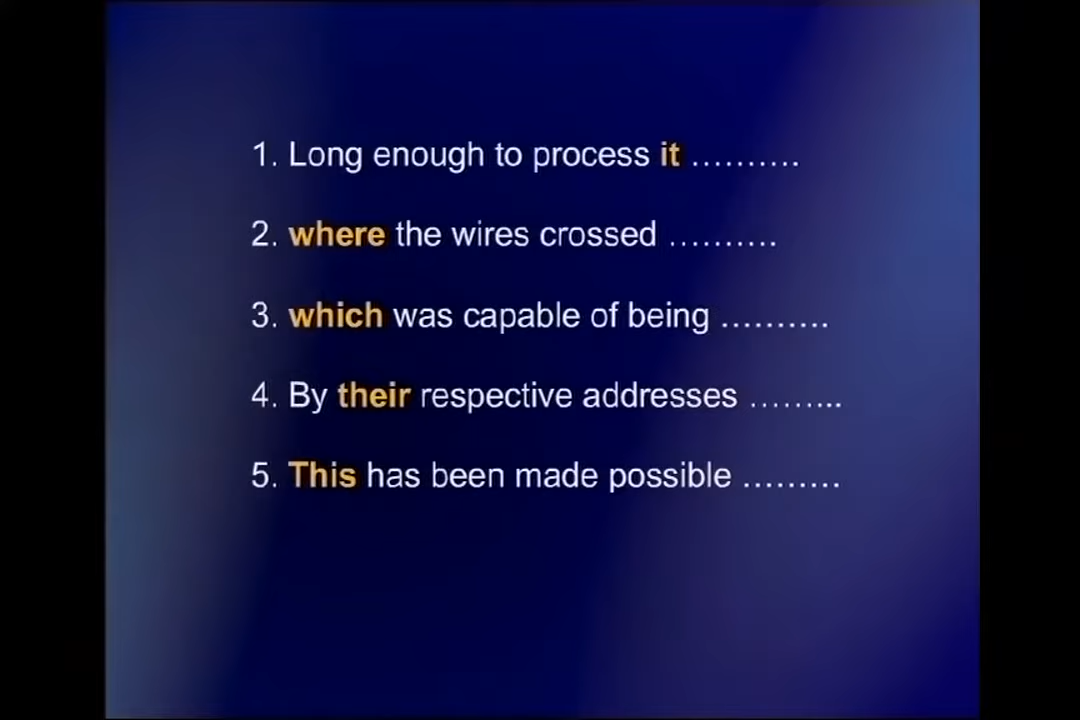 1. Long enough to process it ..........
2. where the wires crossed ..........
3. which was capable of being ..........
4. By their respective addresses .........
5. This has been made possible .........